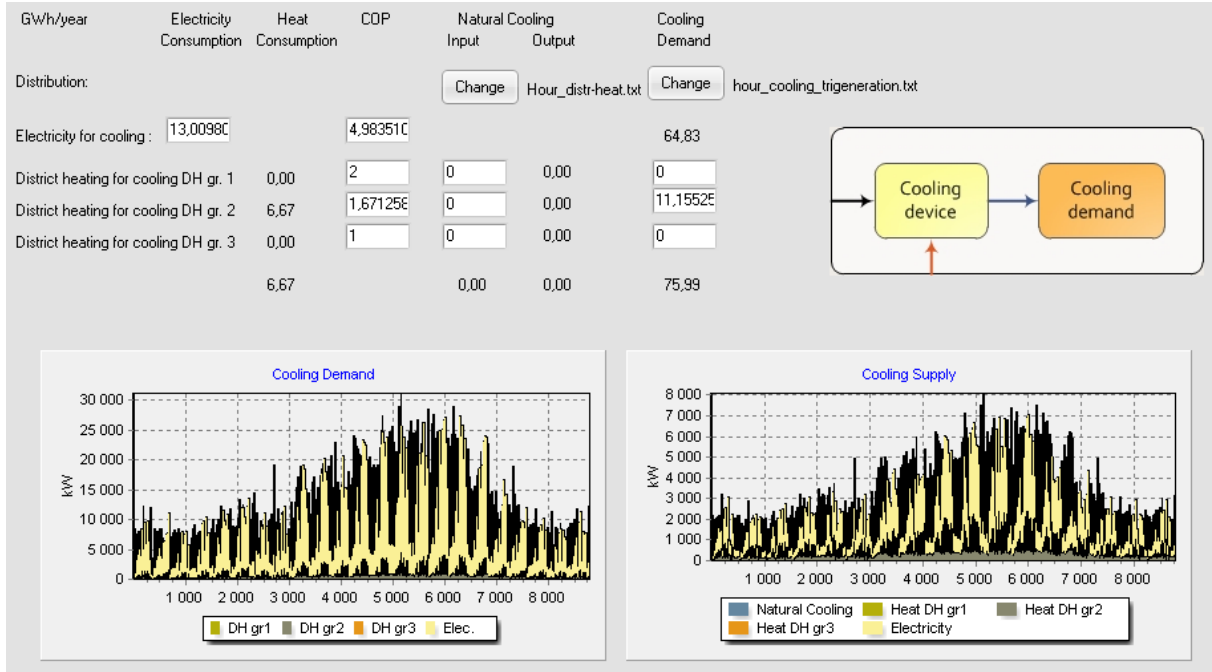 GWh/year Electricity Consumption Heat Consumption COP Natural Cooling Input Output Cooling Demand
Distribution: Change Hour_distr-heat.txt Change hour_cooling_trigeneration.txt
Electricity for cooling : 13,00980 4,983510 64,83
District heating for cooling DH gr. 1 0,00 2 0 0,00 0
District heating for cooling DH gr. 2 6,67 1,671258 0 0,00 11,15525
District heating for cooling DH gr. 3 0,00 1 0 0,00 0
6,67 0,00 0,00 75,99
Cooling device
Cooling demand
Cooling Demand
30 000
25 000
20 000
15 000
10 000
5 000
0
kW
1 000 2 000 3 000 4 000 5 000 6 000 7 000 8 000
DH gr1 DH gr2 DH gr3 Elec.
Cooling Supply
8 000
7 000
6 000
5 000
4 000
3 000
2 000
1 000
0
kW
1 000 2 000 3 000 4 000 5 000 6 000 7 000 8 000
Natural Cooling Heat DH gr1 Heat DH gr2
Heat DH gr3 Electricity